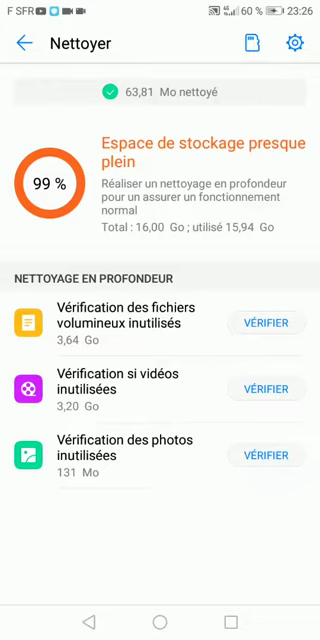 F SFR 4G 60 % 23:26
Nettoyer
63,81 Mo nettoyé
Espace de stockage presque
plein
99 %
Réaliser un nettoyage en profondeur
pour un assurer un fonctionnement
normal
Total : 16,00 Go ; utilisé 15,94 Go
NETTOYAGE EN PROFONDEUR
Vérification des fichiers
volumineux inutilisés
VÉRIFIER
3,64 Go
Vérification si vidéos
inutilisées
VÉRIFIER
3,20 Go
Vérification des photos
inutilisées
VÉRIFIER
131 Mo